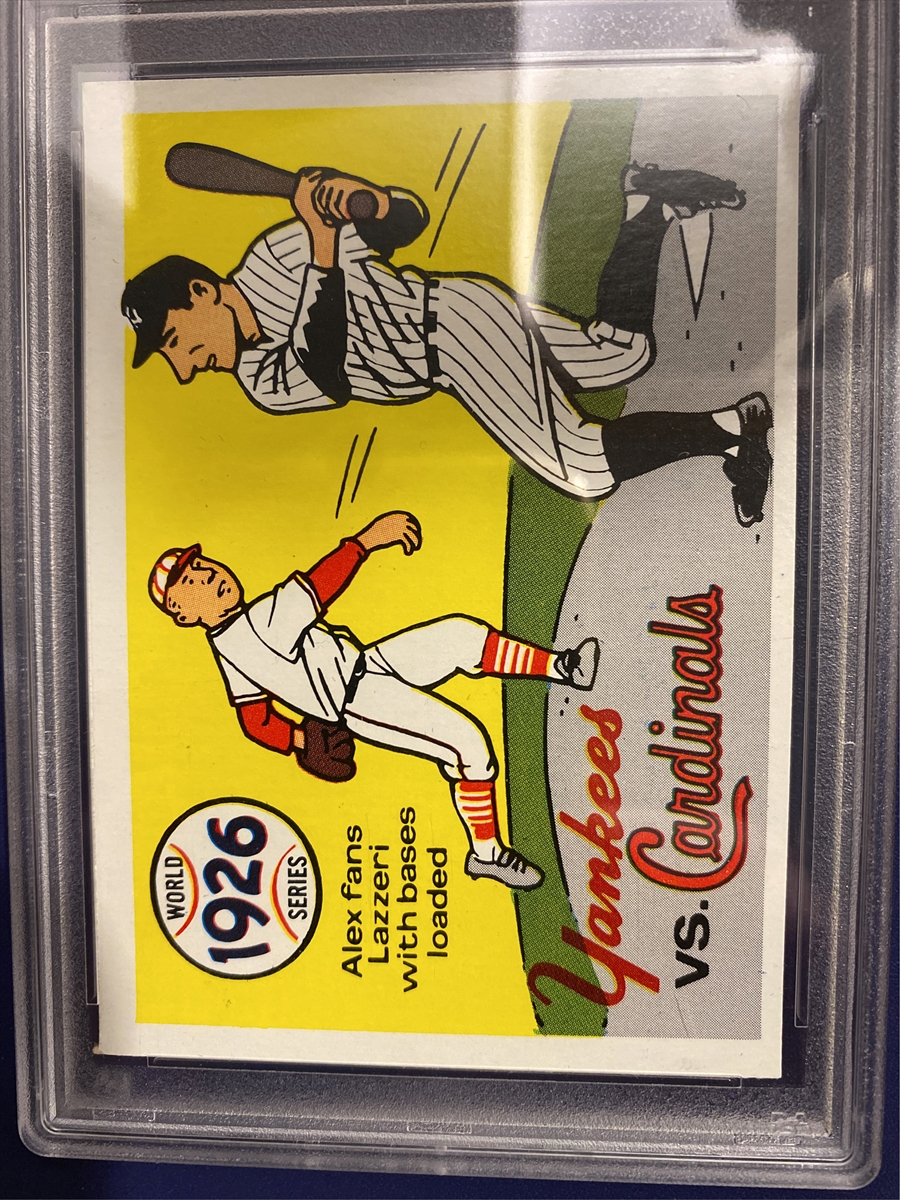 WORLD
1926
SERIES
Alex fans
Lazzeri
with bases
loaded
Yankees
vs. Cardinals